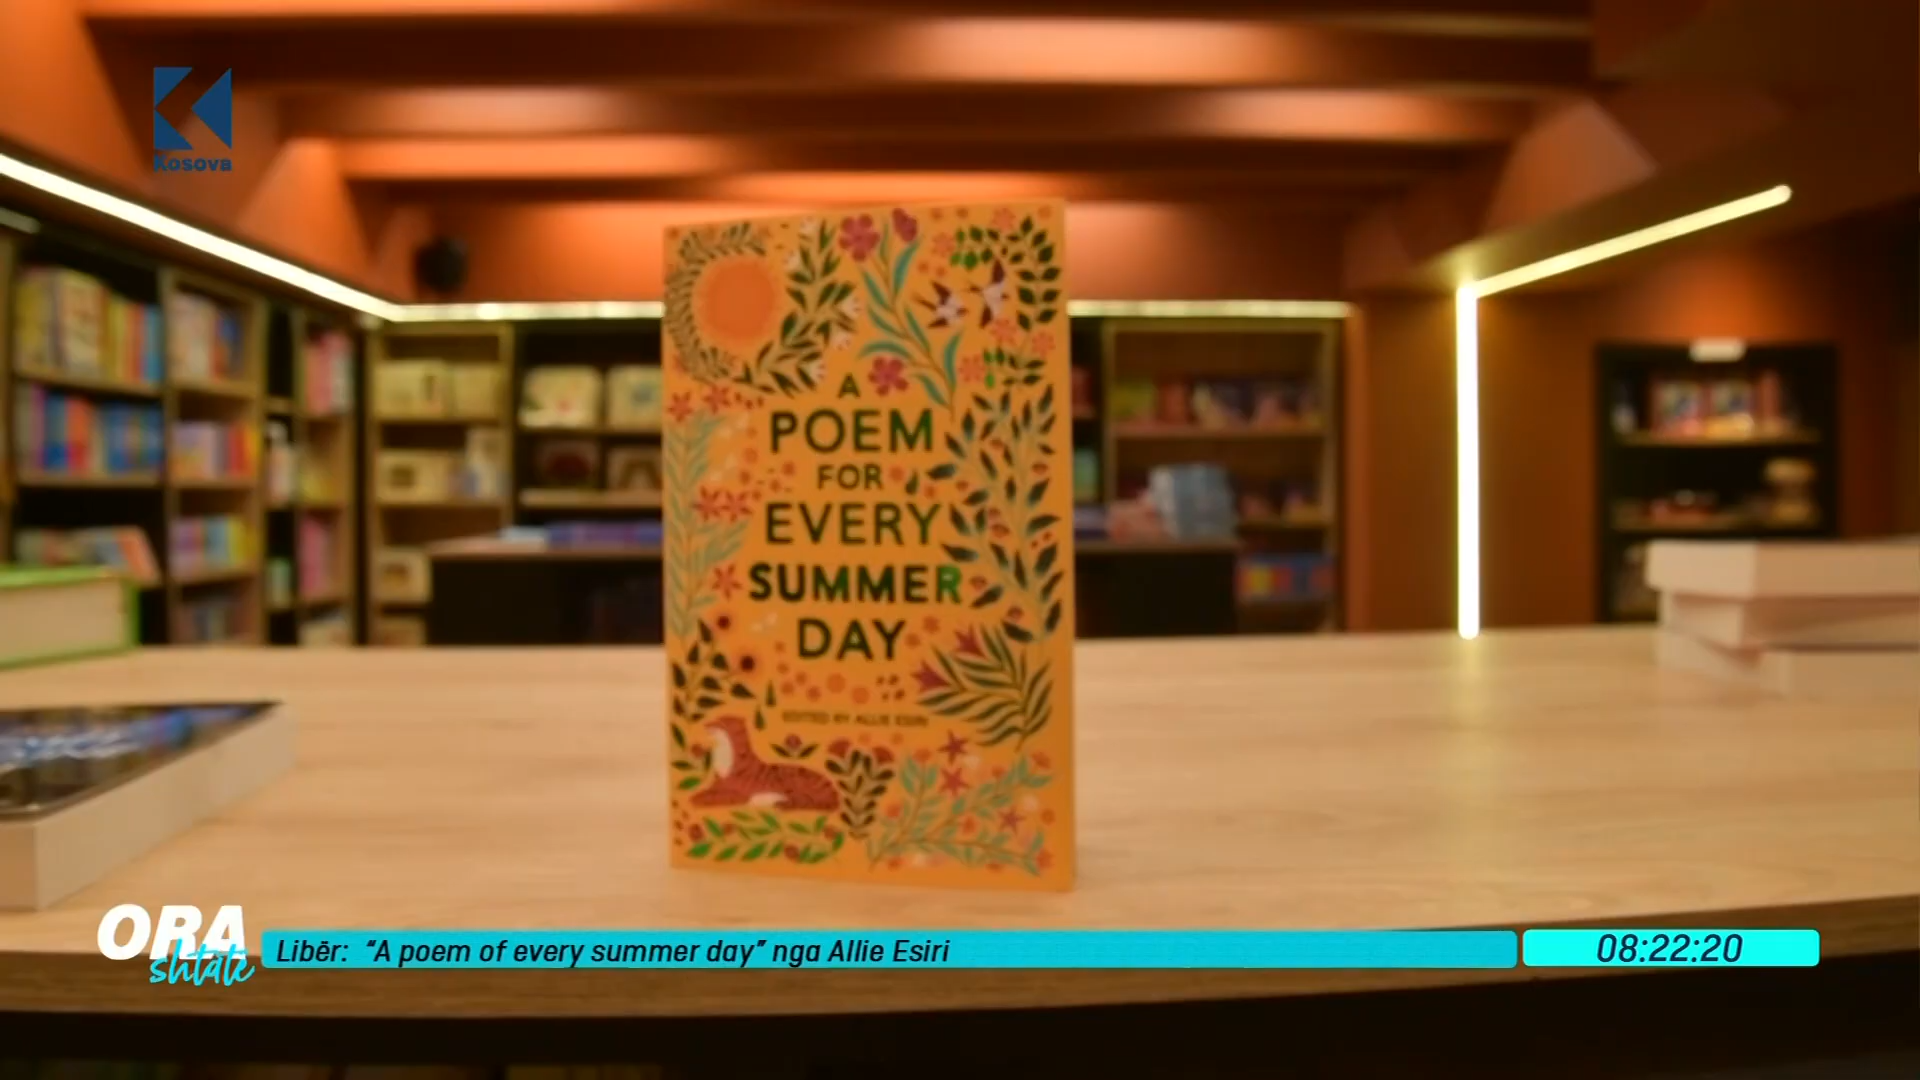 Kosova
A
POEM
FOR
EVERY
SUMMER
DAY
EDITED BY ALLIE ESIRI
ORA
shtatë
Libër: “A poem of every summer day” nga Allie Esiri
08:22:20